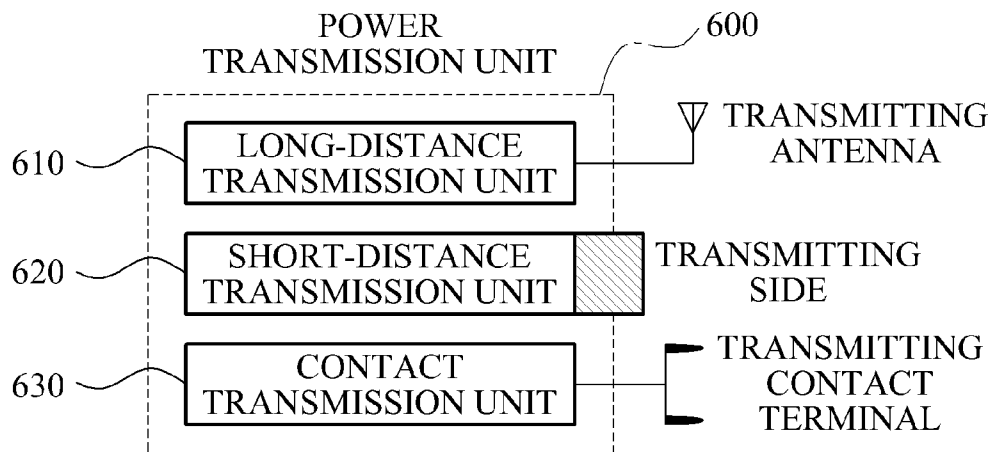 POWER
TRANSMISSION UNIT
600
610
LONG-DISTANCE
TRANSMISSION UNIT
TRANSMITTING
ANTENNA
620
SHORT-DISTANCE
TRANSMISSION UNIT
TRANSMITTING
SIDE
630
CONTACT
TRANSMISSION UNIT
TRANSMITTING
CONTACT
TERMINAL